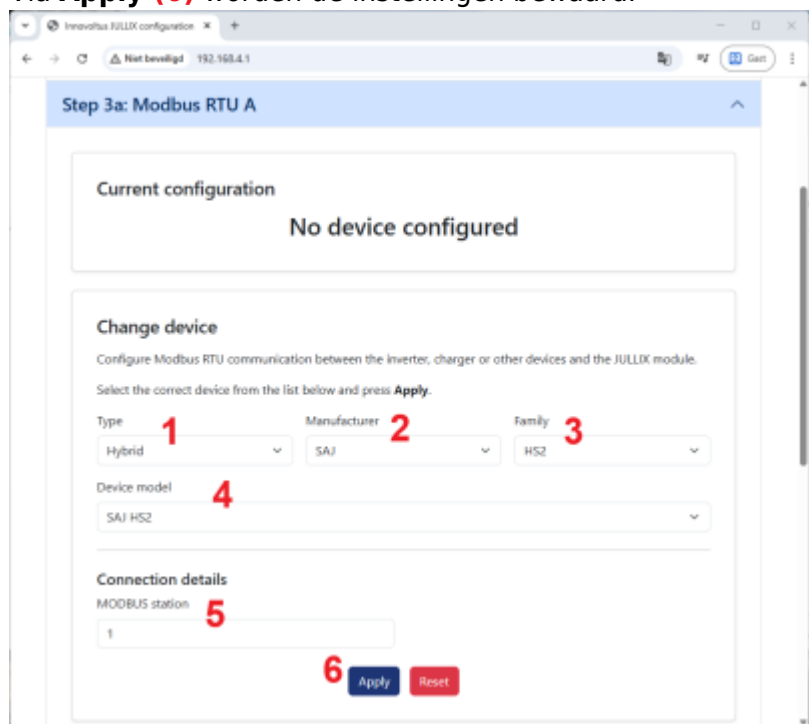 Via Apply (6) worden de instellingen bewaard.
Innovoltus JULLIX configuration
Niet beveiligd 192.168.4.1 Gast
Step 3a: Modbus RTU A
Current configuration
No device configured
Change device
Configure Modbus RTU communication between the inverter, charger or other devices and the JULLIX module.
Select the correct device from the list below and press Apply.
Type 1 Manufacturer 2 Family 3
Hybrid SAJ HS2
Device model 4
SAJ HS2
Connection details
MODBUS station 5
1
6 Apply Reset